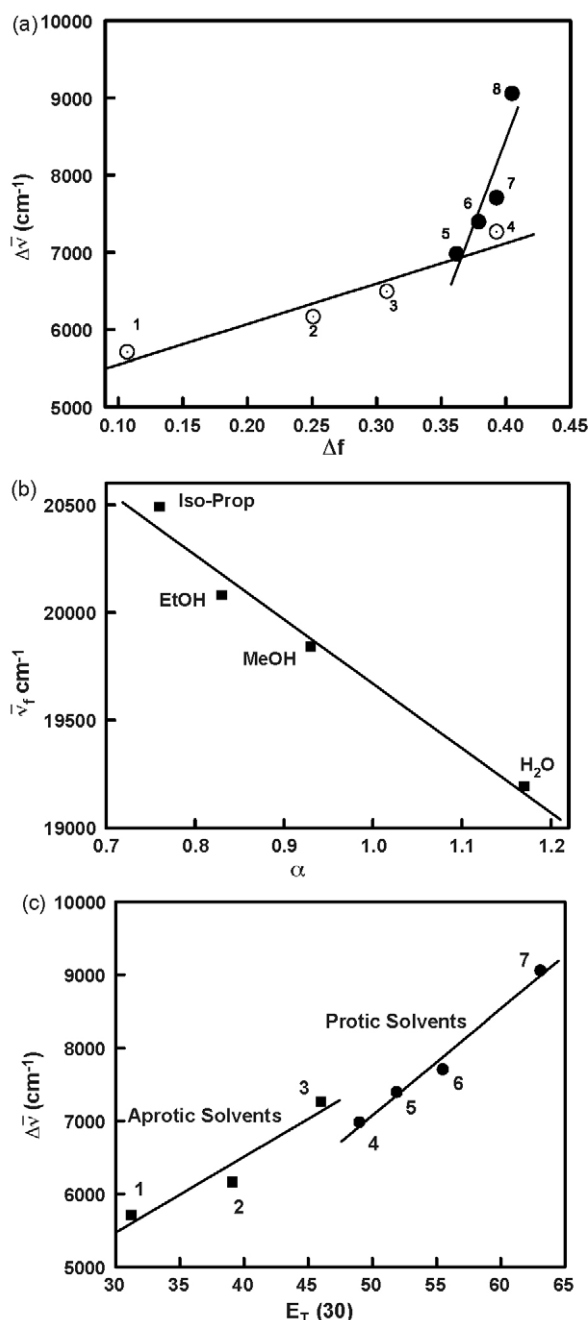 (a)
10000
9000
8000
7000
6000
5000
Δν̄ (cm⁻¹)
1
2
3
4
5
6
7
8
0.10 0.15 0.20 0.25 0.30 0.35 0.40 0.45
Δf
(b)
20500
20000
19500
19000
ν̄f cm⁻¹
Iso-Prop
EtOH
MeOH
H₂O
0.7 0.8 0.9 1.0 1.1 1.2
α
(c)
10000
9000
8000
7000
6000
5000
Δν̄ (cm⁻¹)
7
Protic Solvents
3
Aprotic Solvents
6
5
4
1
2
30 35 40 45 50 55 60 65
E_T (30)